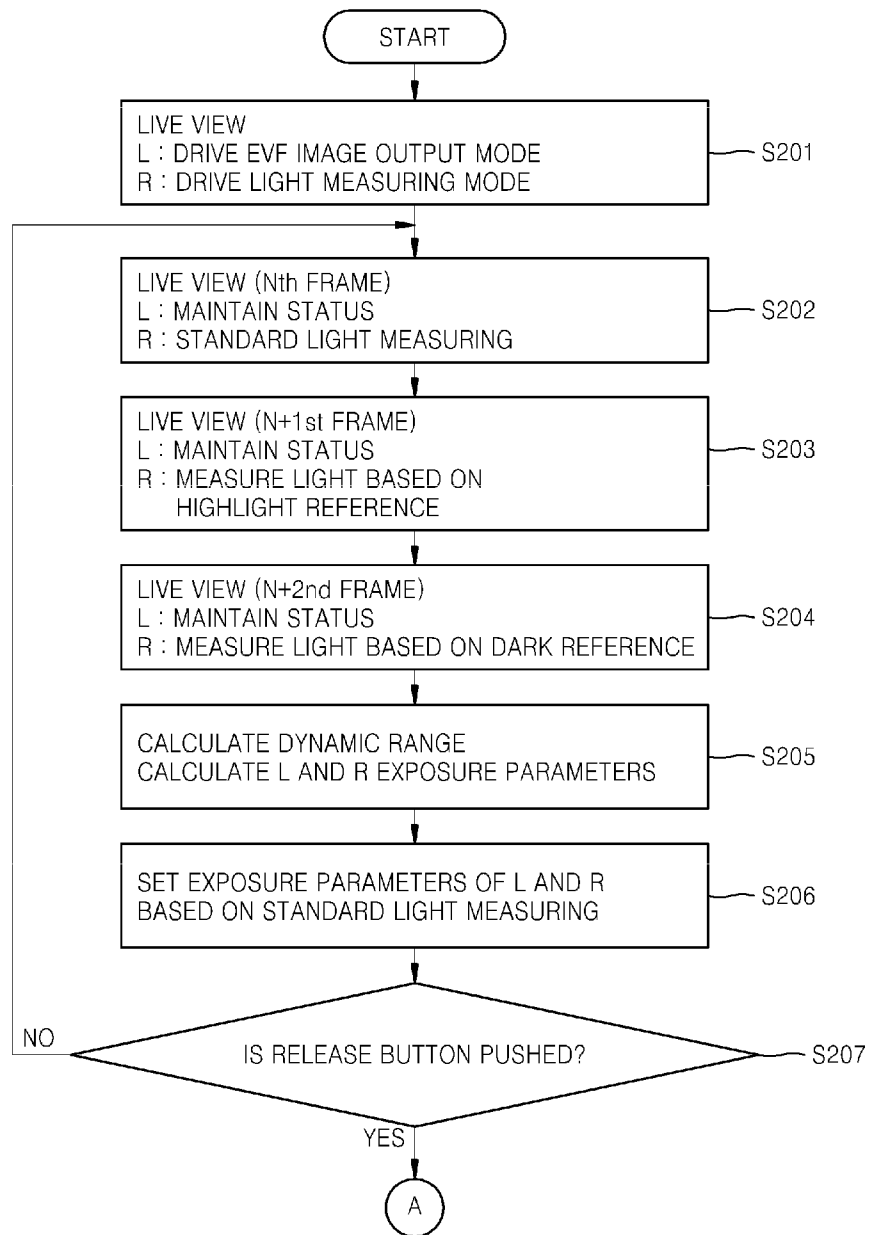 START
LIVE VIEW
L : DRIVE EVF IMAGE OUTPUT MODE
R : DRIVE LIGHT MEASURING MODE
S201
LIVE VIEW (Nth FRAME)
L : MAINTAIN STATUS
R : STANDARD LIGHT MEASURING
S202
LIVE VIEW (N+1st FRAME)
L : MAINTAIN STATUS
R : MEASURE LIGHT BASED ON
HIGHLIGHT REFERENCE
S203
LIVE VIEW (N+2nd FRAME)
L : MAINTAIN STATUS
R : MEASURE LIGHT BASED ON DARK REFERENCE
S204
CALCULATE DYNAMIC RANGE
CALCULATE L AND R EXPOSURE PARAMETERS
S205
SET EXPOSURE PARAMETERS OF L AND R
BASED ON STANDARD LIGHT MEASURING
S206
NO
IS RELEASE BUTTON PUSHED?
S207
YES
A